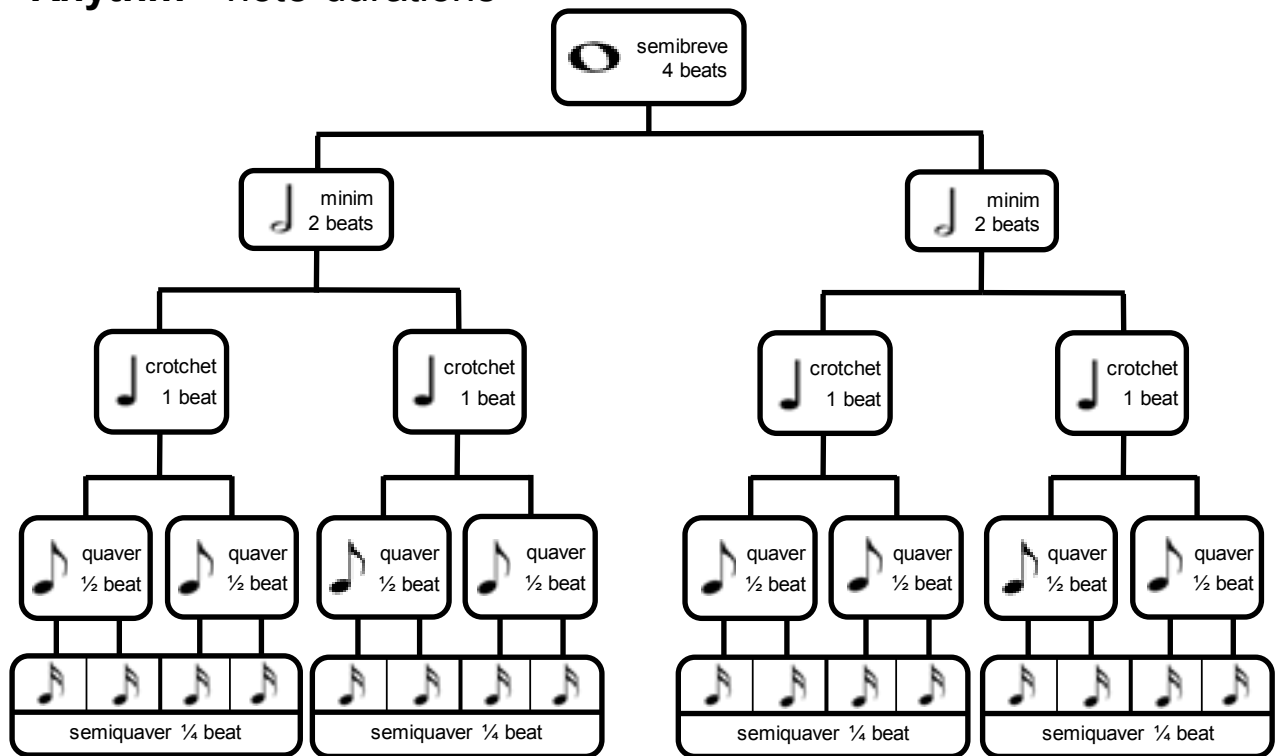 Rhythm - note durations
semibreve
4 beats
minim
2 beats
minim
2 beats
crotchet
1 beat
crotchet
1 beat
crotchet
1 beat
crotchet
1 beat
quaver
½ beat
quaver
½ beat
quaver
½ beat
quaver
½ beat
quaver
½ beat
quaver
½ beat
quaver
½ beat
quaver
½ beat
semiquaver ¼ beat
semiquaver ¼ beat
semiquaver ¼ beat
semiquaver ¼ beat